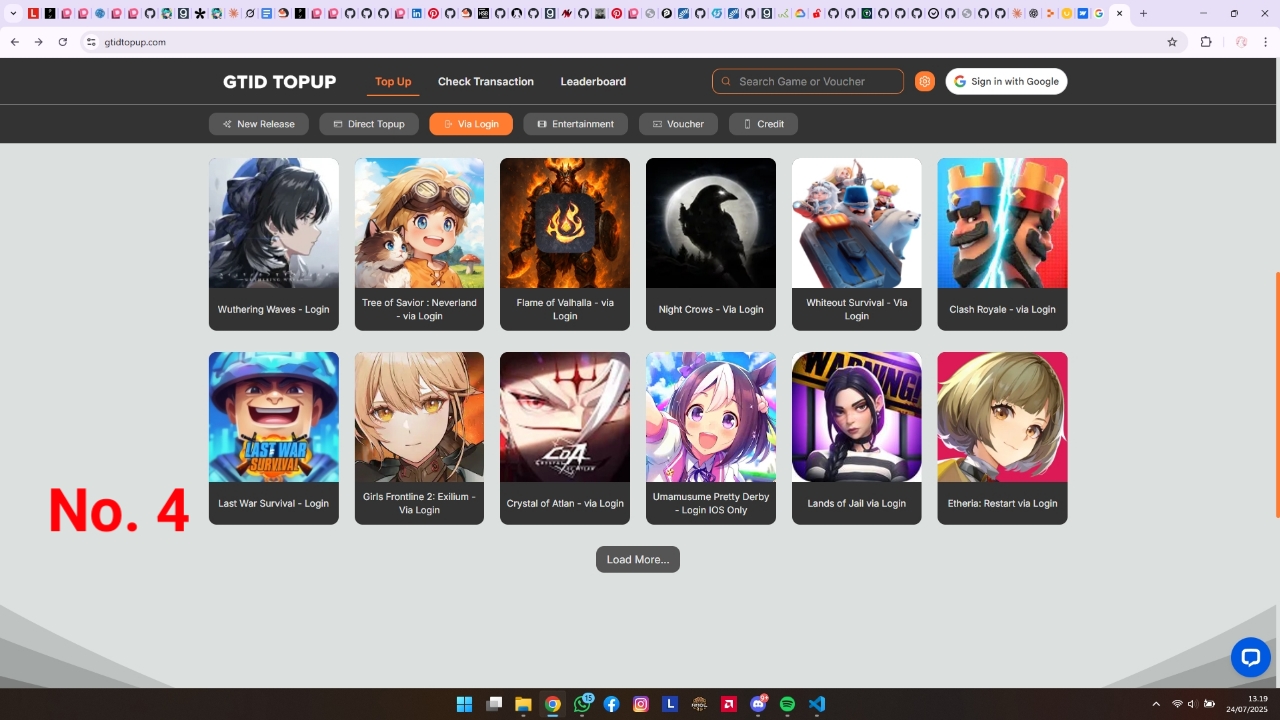 gtidtopup.com
GTID TOPUP
Top Up
Check Transaction
Leaderboard
Search Game or Voucher
Sign in with Google
New Release
Direct Topup
Via Login
Entertainment
Voucher
Credit
Wuthering Waves - Login
Tree of Savior : Neverland
- via Login
Flame of Valhalla - via
Login
Night Crows - Via Login
Whiteout Survival - Via
Login
Clash Royale - via Login
LAST WAR
SURVIVAL
CoA
WARNING!
Last War Survival - Login
Girls Frontline 2: Exilium -
Via Login
Crystal of Atlan - via Login
Umamusume Pretty Derby
- Login IOS Only
Lands of Jail via Login
Etheria: Restart via Login
No. 4
Load More...
15
9+
13.19
24/07/2025